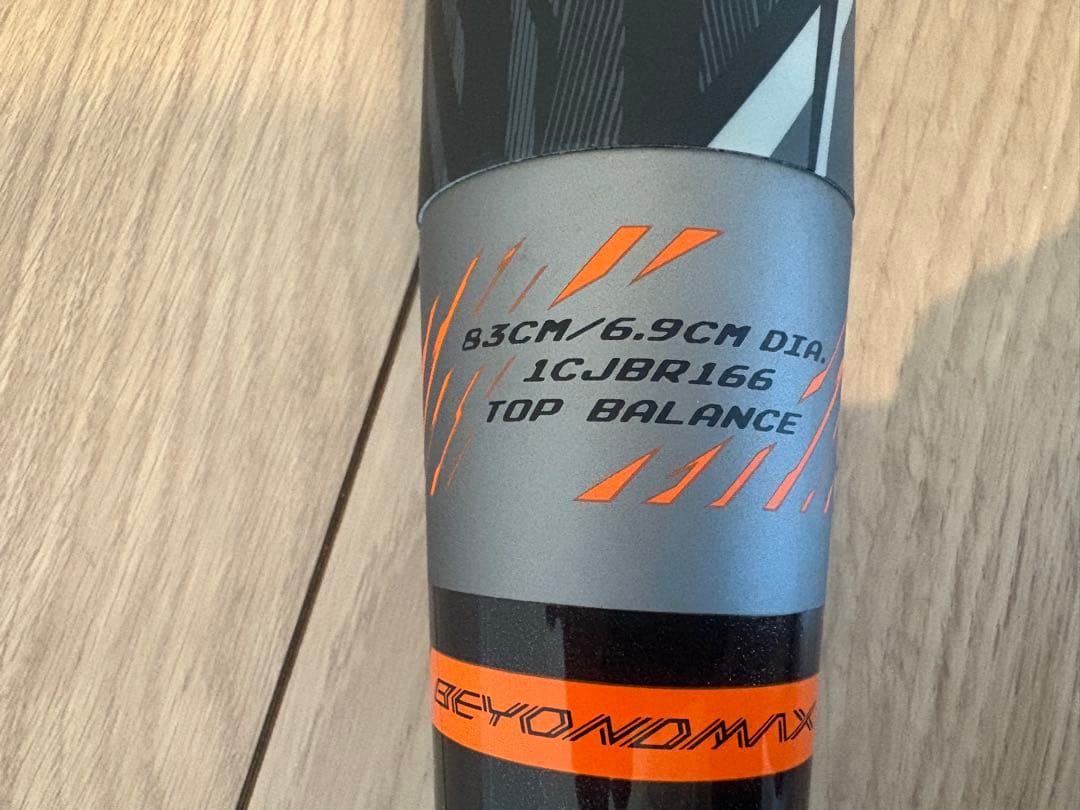 83CM/6.9CM DIA.
1CJBR166
TOP BALANCE
BEYONDMAX